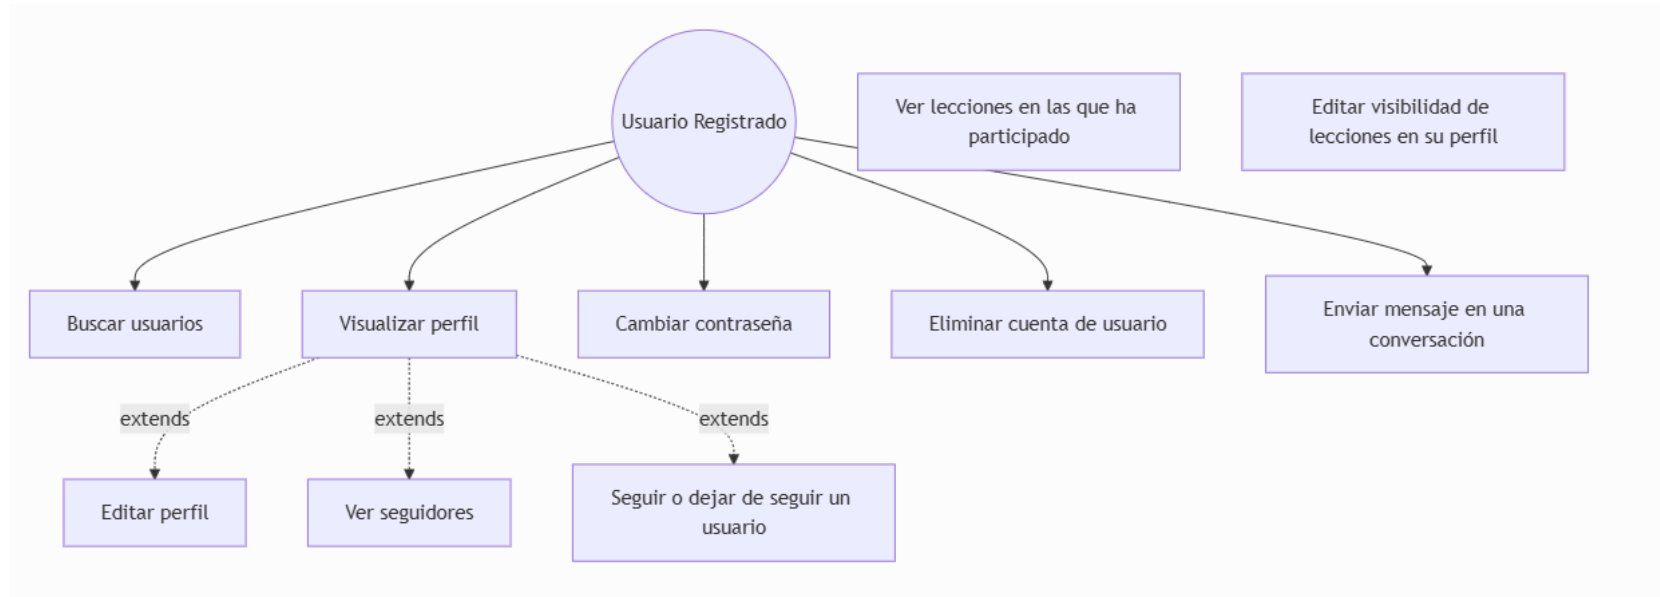 Usuario Registrado
Ver lecciones en las que ha
participado
Editar visibilidad de
lecciones en su perfil
Buscar usuarios
Visualizar perfil
Cambiar contraseña
Eliminar cuenta de usuario
Enviar mensaje en una
conversación
extends
extends
extends
Editar perfil
Ver seguidores
Seguir o dejar de seguir un
usuario